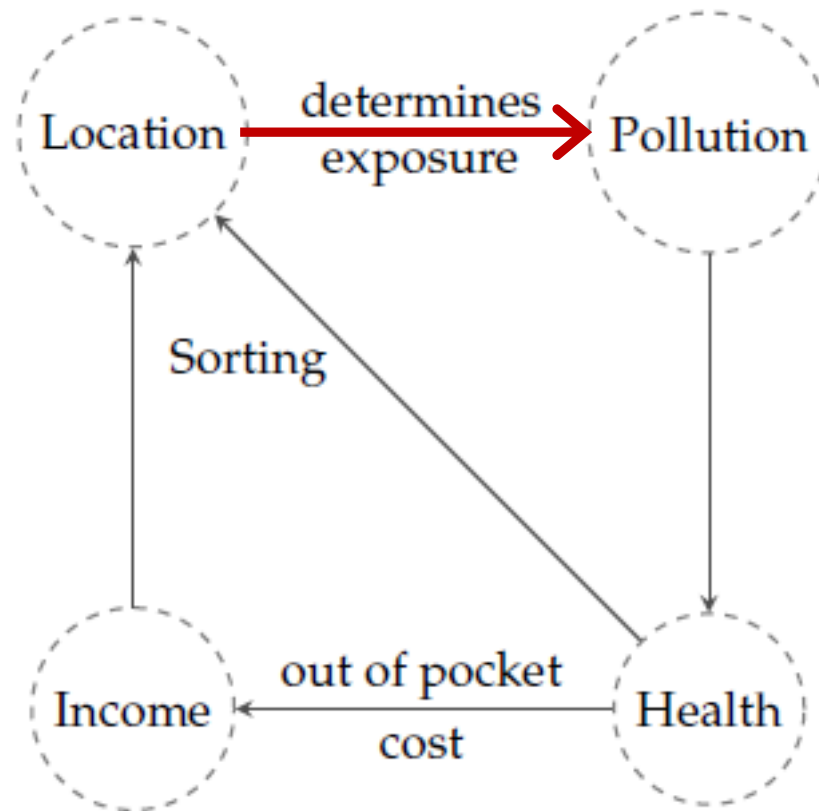 determines
Location
Pollution
exposure
Sorting
out of pocket
Income
Health
cost